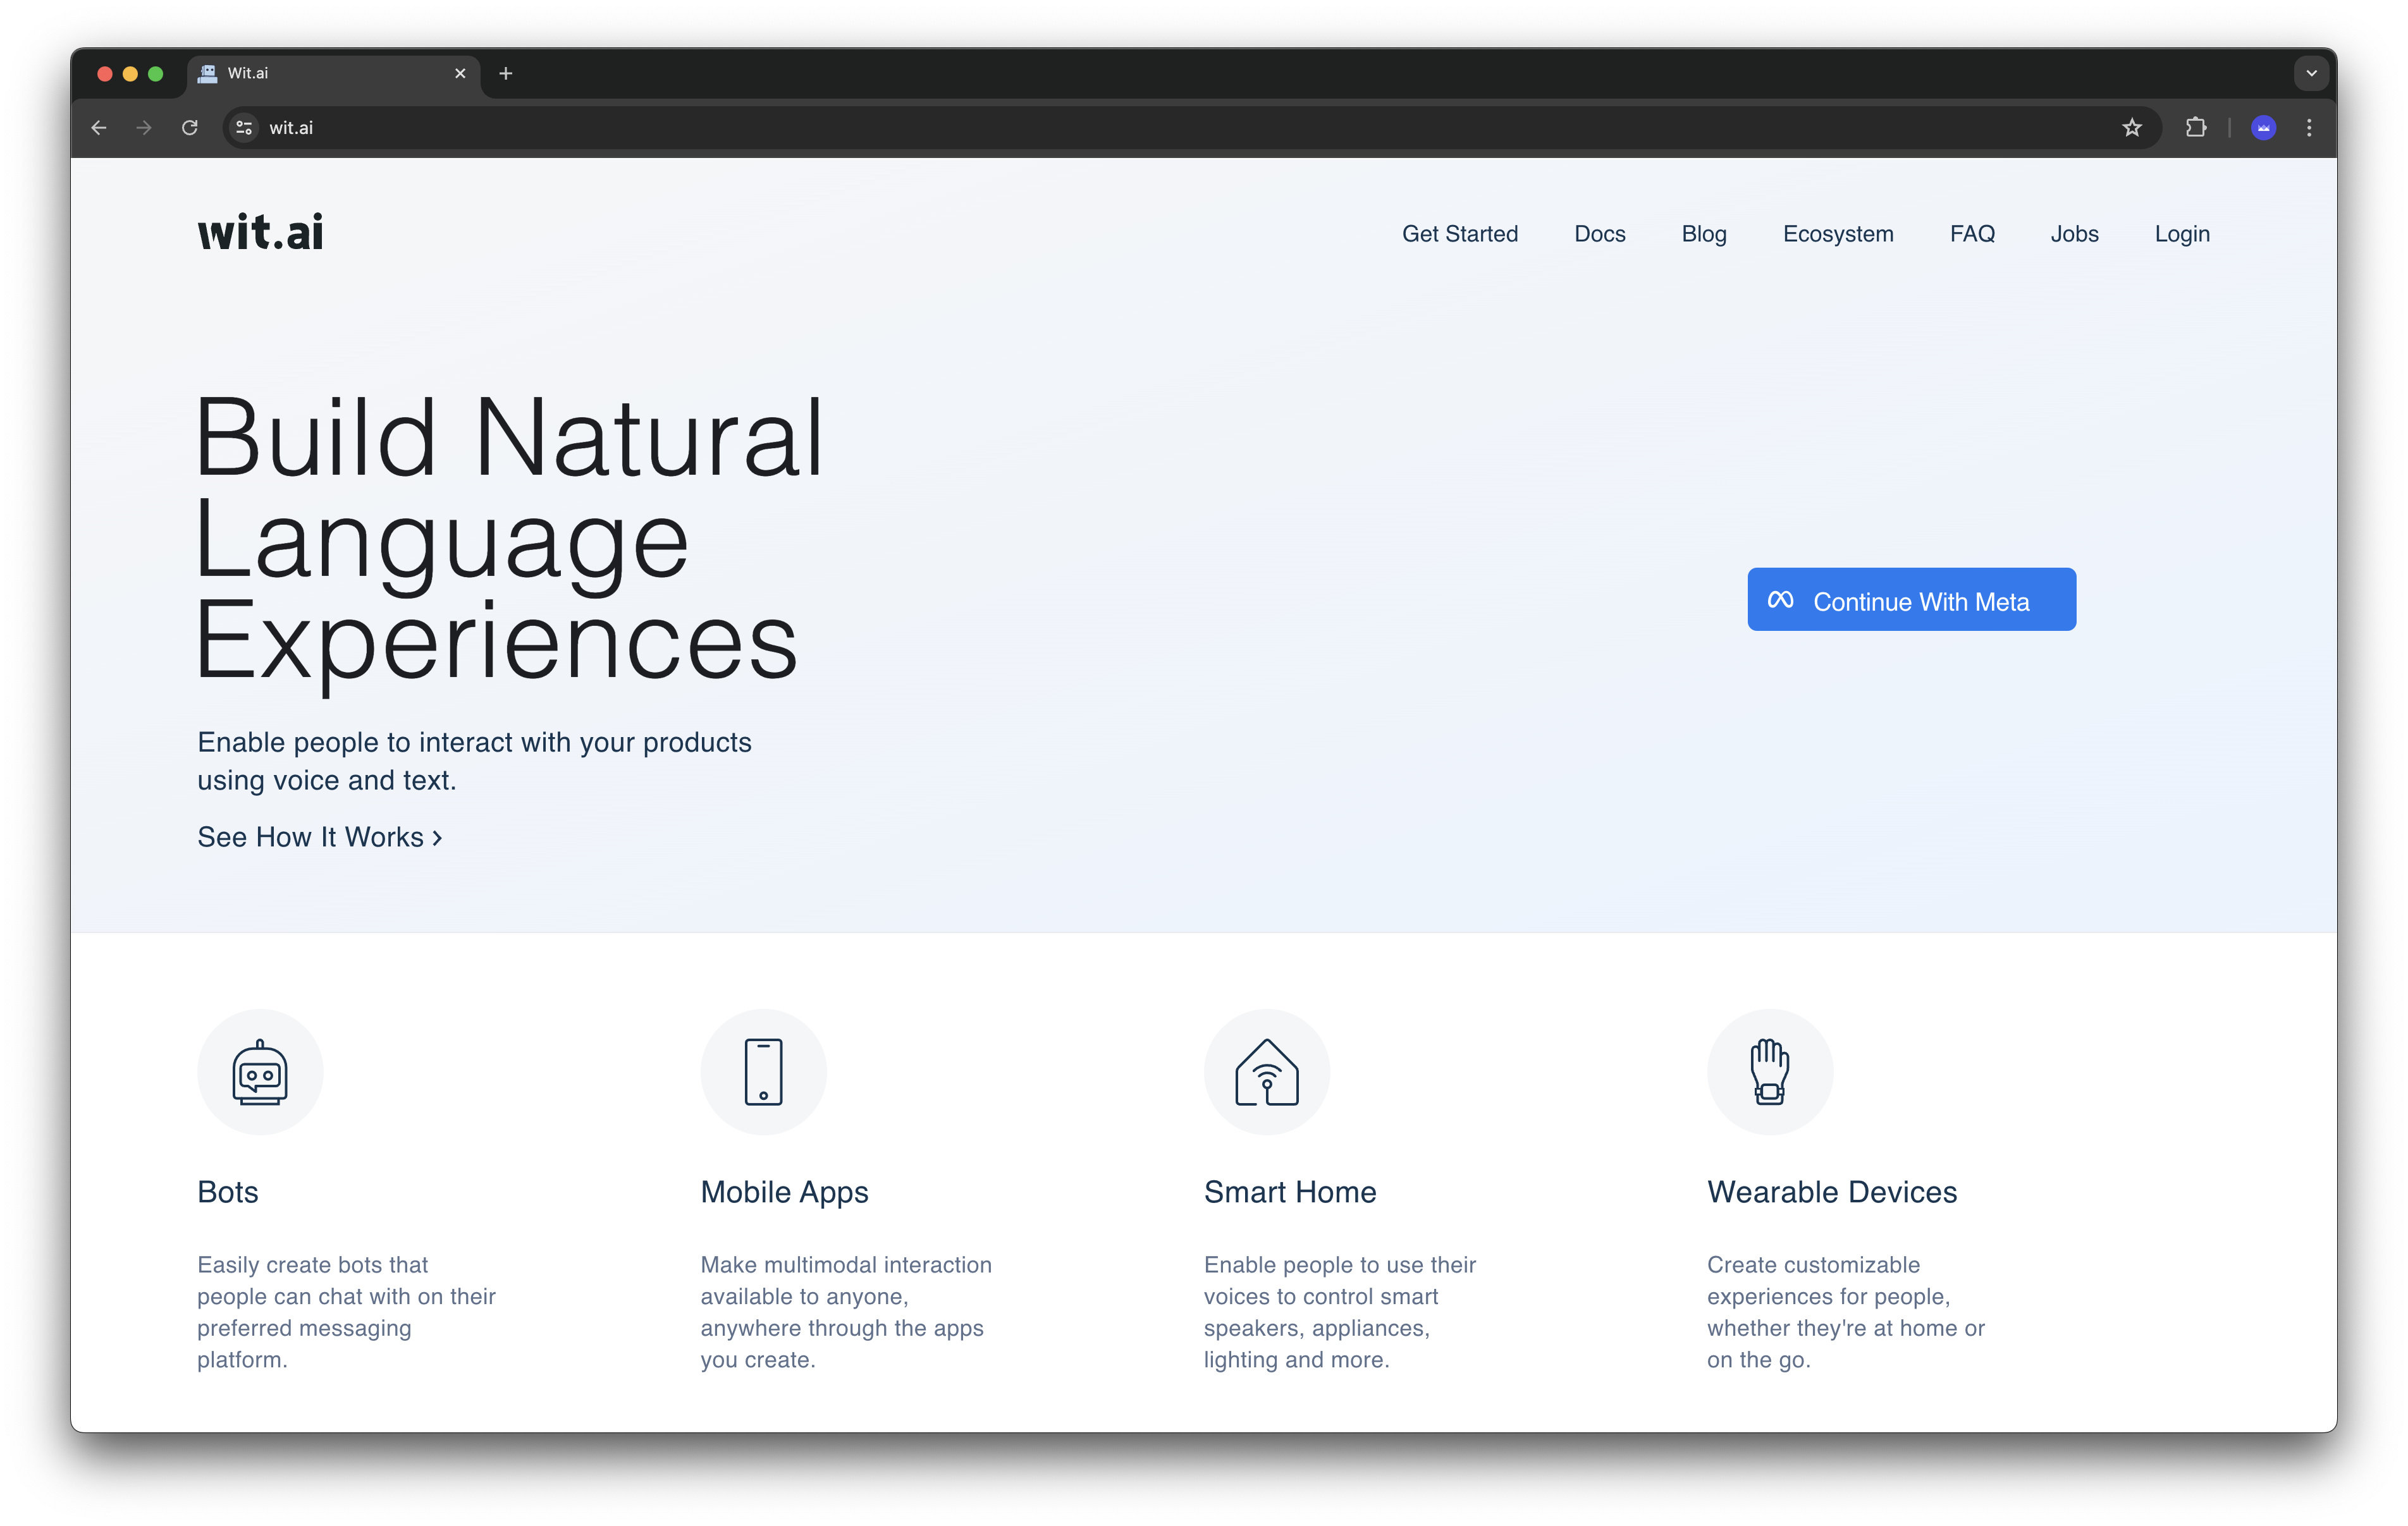 Wit.ai
wit.ai
wit.ai
Get Started
Docs
Blog
Ecosystem
FAQ
Jobs
Login
Build Natural
Language
Experiences
Enable people to interact with your products
using voice and text.
See How It Works
Continue With Meta
Bots
Easily create bots that
people can chat with on their
preferred messaging
platform.
Mobile Apps
Make multimodal interaction
available to anyone,
anywhere through the apps
you create.
Smart Home
Enable people to use their
voices to control smart
speakers, appliances,
lighting and more.
Wearable Devices
Create customizable
experiences for people,
whether they're at home or
on the go.